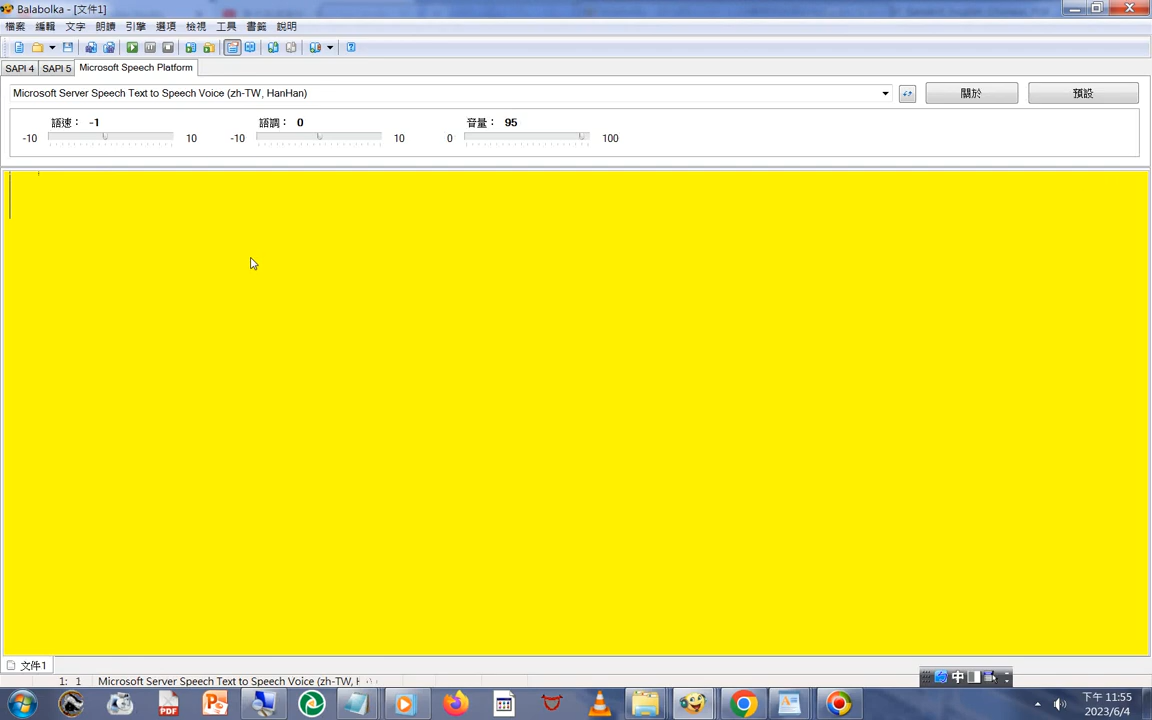 Balabolka - [文件1]
檔案 編輯 文字 朗讀 引擎 選項 檢視 工具 書籤 說明
SAPI 4 SAPI 5 Microsoft Speech Platform
Microsoft Server Speech Text to Speech Voice (zh-TW, HanHan) 關於 預設
語速： -1 語調： 0 音量： 95
-10 10 -10 10 0 100
文件1
1: 1 Microsoft Server Speech Text to Speech Voice (zh-TW,
中
PDF
下午 11:55
2023/6/4